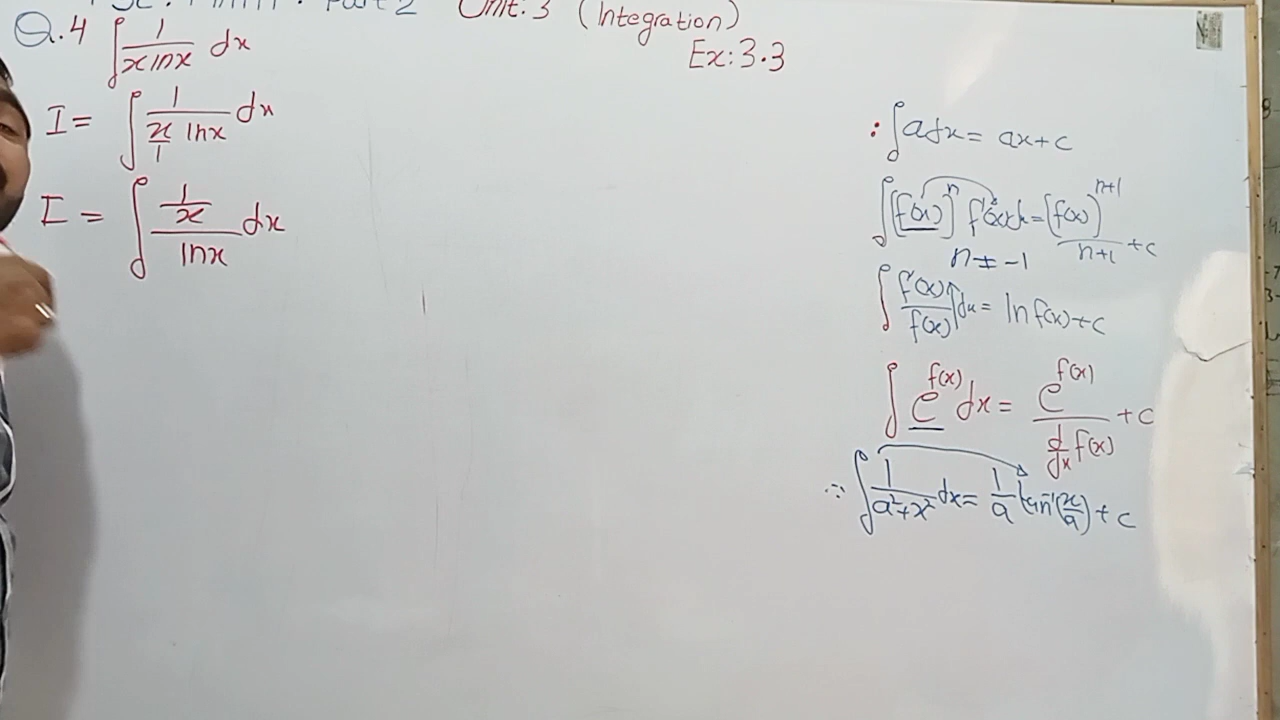 Part 2 Unit: 3 (Integration)
Ex: 3.3
Q.4 ∫ 1/(x lnx) dx
I = ∫ 1/(x/1 lnx) dx
I = ∫ (1/x)/(lnx) dx
: ∫ a dx = ax+c
∫ [f(x)]^n f'(x) dx = [f(x)]^(n+1)/(n+1) + c
n ≠ -1
∫ f'(x)/f(x) dx = ln f(x) + c
∫ e^f(x) dx = e^f(x)/(d/dx f(x)) + c
∵ ∫ 1/(a²+x²) dx = 1/a tan⁻¹(x/a) + c